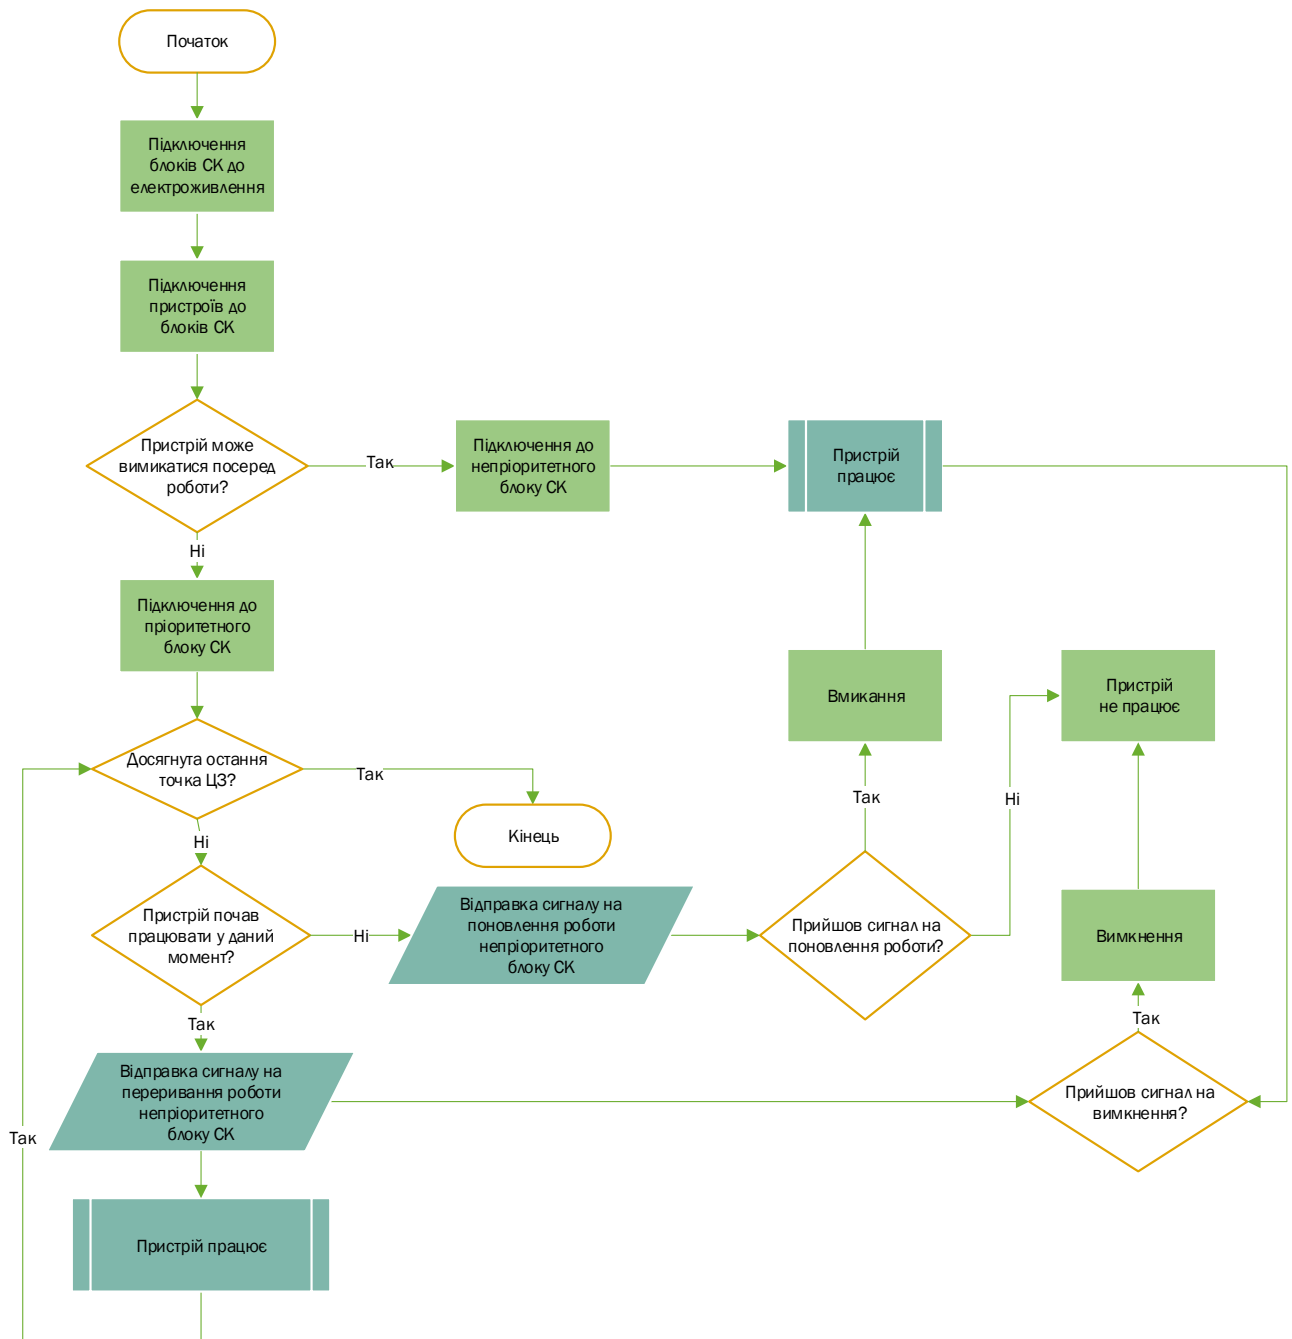 Початок
Підключення
блоків СК до
електроживлення
Підключення
пристроїв до
блоків СК
Пристрій може
вимикатися посеред
роботи?
Так
Підключення до
непріоритетного
блоку СК
Пристрій
працює
Ні
Підключення до
пріоритетного
блоку СК
Вмикання
Пристрій
не працює
Досягнута остання
точка ЦЗ?
Так
Так
Ні
Кінець
Ні
Пристрій почав
працювати у даний
момент?
Ні
Відправка сигналу на
поновлення роботи
непріоритетного
блоку СК
Прийшов сигнал на
поновлення роботи?
Вимкнення
Так
Так
Відправка сигналу на
переривання роботи
непріоритетного
блоку СК
Прийшов сигнал на
вимкнення?
Так
Пристрій працює